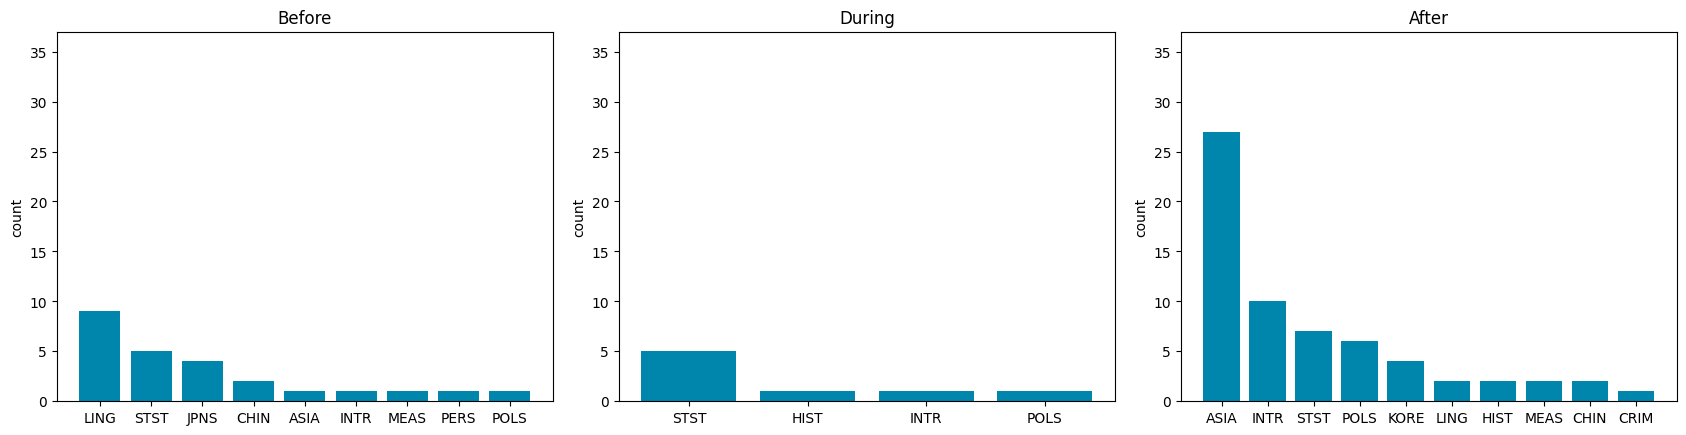 Before
During
After
35
30
25
20
15
10
5
0
count
LING STST JPNS CHIN ASIA INTR MEAS PERS POLS
35
30
25
20
15
10
5
0
count
STST HIST INTR POLS
35
30
25
20
15
10
5
0
count
ASIA INTR STST POLS KORE LING HIST MEAS CHIN CRIM